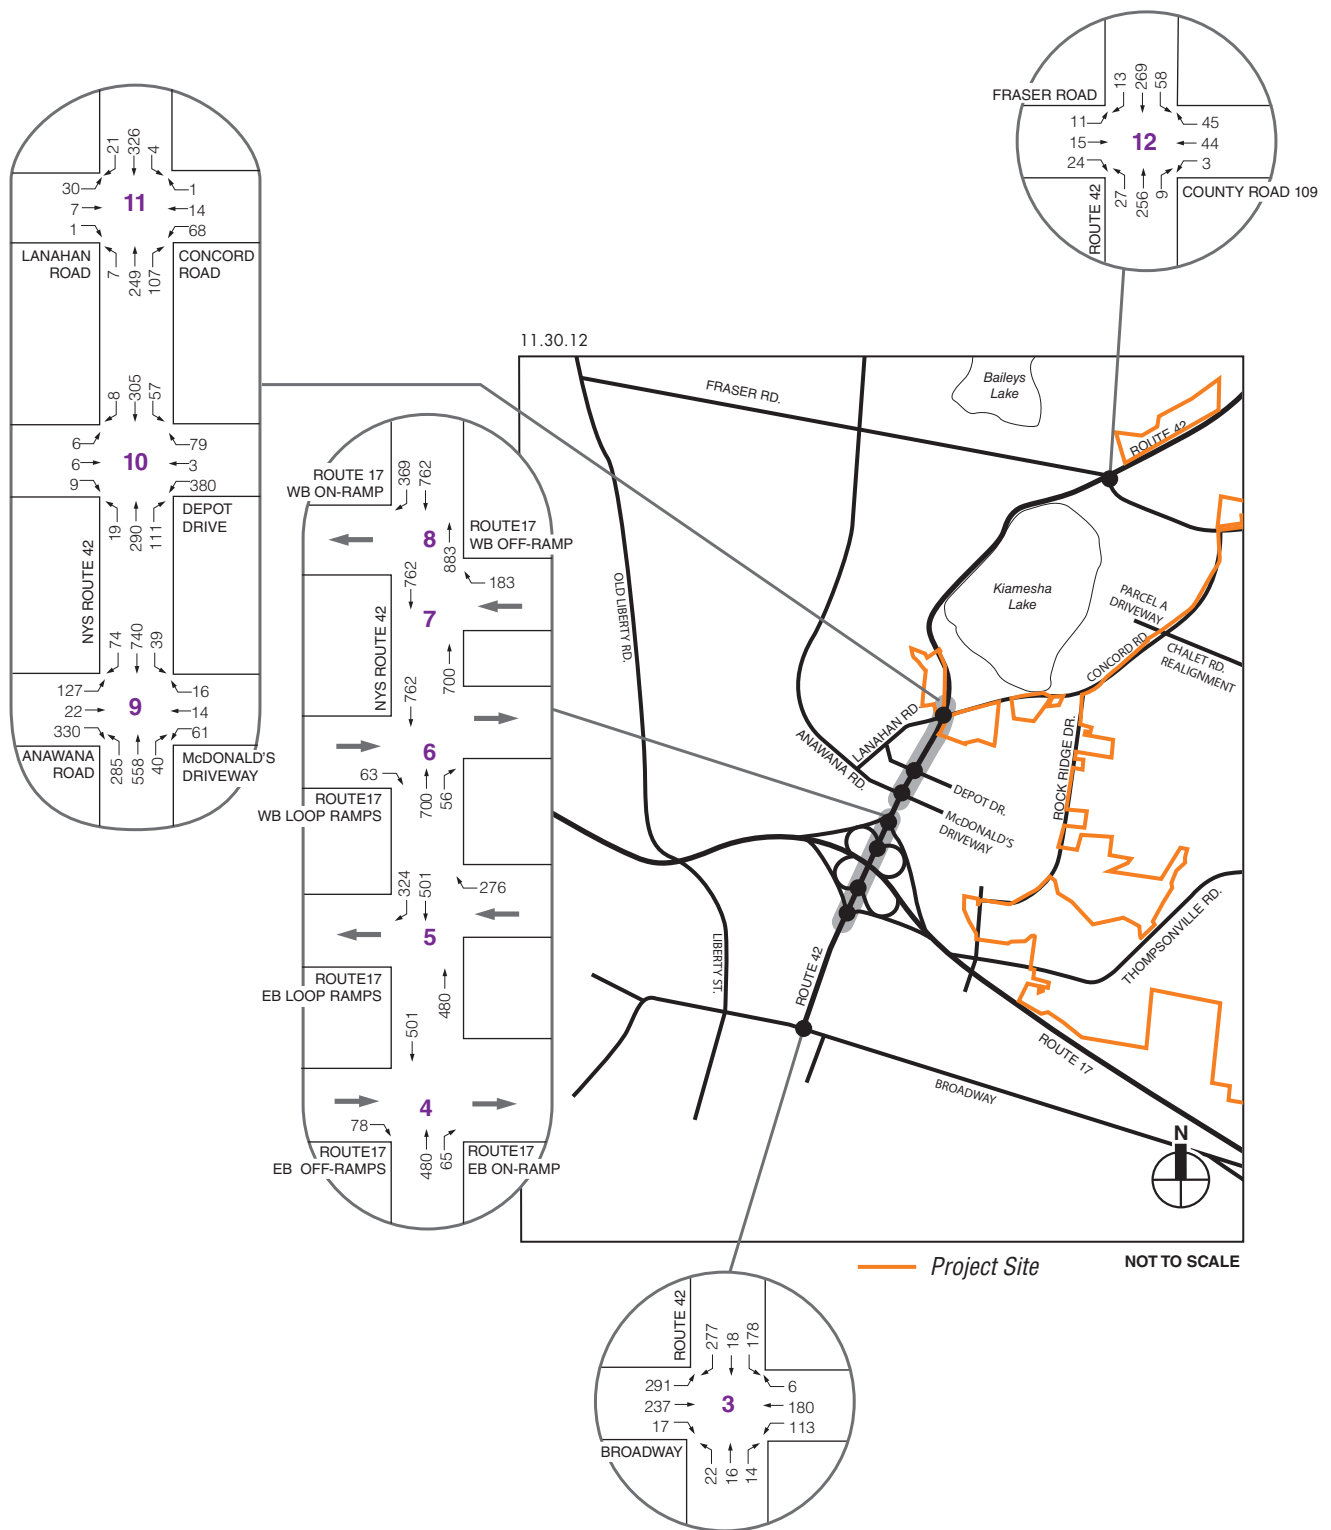 FRASER ROAD
13
269
58
11
15
24
12
45
44
3
27
256
9
ROUTE 42
COUNTY ROAD 109
21
326
4
30
7
1
11
1
14
68
LANAHAN
ROAD
CONCORD
ROAD
7
249
107
8
305
57
6
6
9
10
79
3
380
DEPOT
DRIVE
19
290
111
NYS ROUTE 42
74
740
39
127
22
330
9
16
14
61
ANAWANA
ROAD
McDONALD'S
DRIVEWAY
285
558
40
ROUTE 17
WB ON-RAMP
369
762
8
ROUTE17
WB OFF-RAMP
883
183
762
7
NYS ROUTE 42
700
762
6
63
700
56
ROUTE17
WB LOOP RAMPS
324
501
276
5
ROUTE17
EB LOOP RAMPS
480
501
4
78
480
65
ROUTE17
EB OFF-RAMPS
ROUTE17
EB ON-RAMP
11.30.12
FRASER RD.
Baileys
Lake
ROUTE 42
OLD LIBERTY RD.
Kiamesha
Lake
PARCEL A
DRIVEWAY
CONCORD RD.
CHALET RD.
REALIGNMENT
LANAHAN RD.
ANAWANA RD.
DEPOT DR.
McDONALD'S
DRIVEWAY
ROCK RIDGE DR.
THOMPSONVILLE RD.
LIBERTY ST.
ROUTE 42
ROUTE 17
BROADWAY
N
Project Site
NOT TO SCALE
ROUTE 42
277
18
178
291
237
17
3
6
180
113
BROADWAY
22
16
14